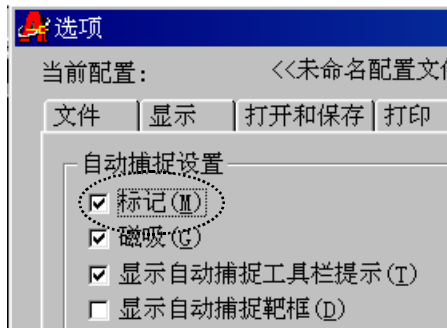 选项
当前配置: <<未命名配置文件
文件 显示 打开和保存 打印
自动捕捉设置
标记(M)
磁吸(G)
显示自动捕捉工具栏提示(T)
显示自动捕捉靶框(D)